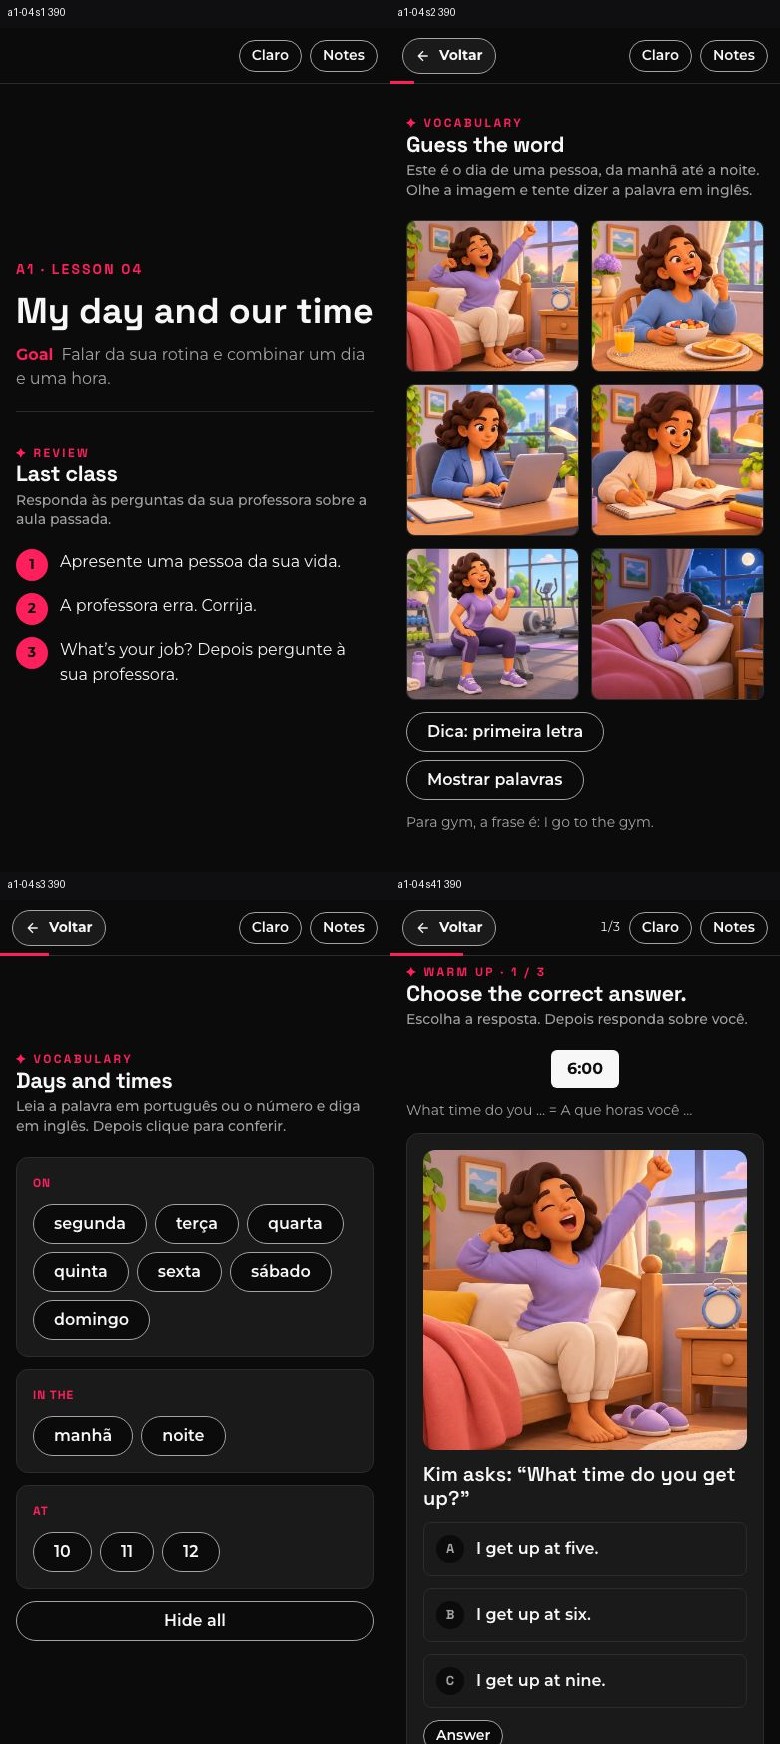 a1-04s1 390
Claro
Notes
A1 · LESSON 04
My day and our time
Goal Falar da sua rotina e combinar um dia
e uma hora.
REVIEW
Last class
Responda às perguntas da sua professora sobre a
aula passada.
1 Apresente uma pessoa da sua vida.
2 A professora erra. Corrija.
3 What's your job? Depois pergunte à
sua professora.
a1-04s2 390
← Voltar
Claro
Notes
VOCABULARY
Guess the word
Este é o dia de uma pessoa, da manhã até a noite.
Olhe a imagem e tente dizer a palavra em inglês.
Dica: primeira letra
Mostrar palavras
Para gym, a frase é: I go to the gym.
a1-04s3 390
← Voltar
Claro
Notes
VOCABULARY
Days and times
Leia a palavra em português ou o número e diga
em inglês. Depois clique para conferir.
ON
segunda terça quarta
quinta sexta sábado
domingo
IN THE
manhã noite
AT
10 11 12
Hide all
a1-04s41 390
← Voltar
1/3
Claro
Notes
WARM UP · 1 / 3
Choose the correct answer.
Escolha a resposta. Depois responda sobre você.
6:00
What time do you ... = A que horas você ...
Kim asks: “What time do you get
up?”
A I get up at five.
B I get up at six.
C I get up at nine.
Answer